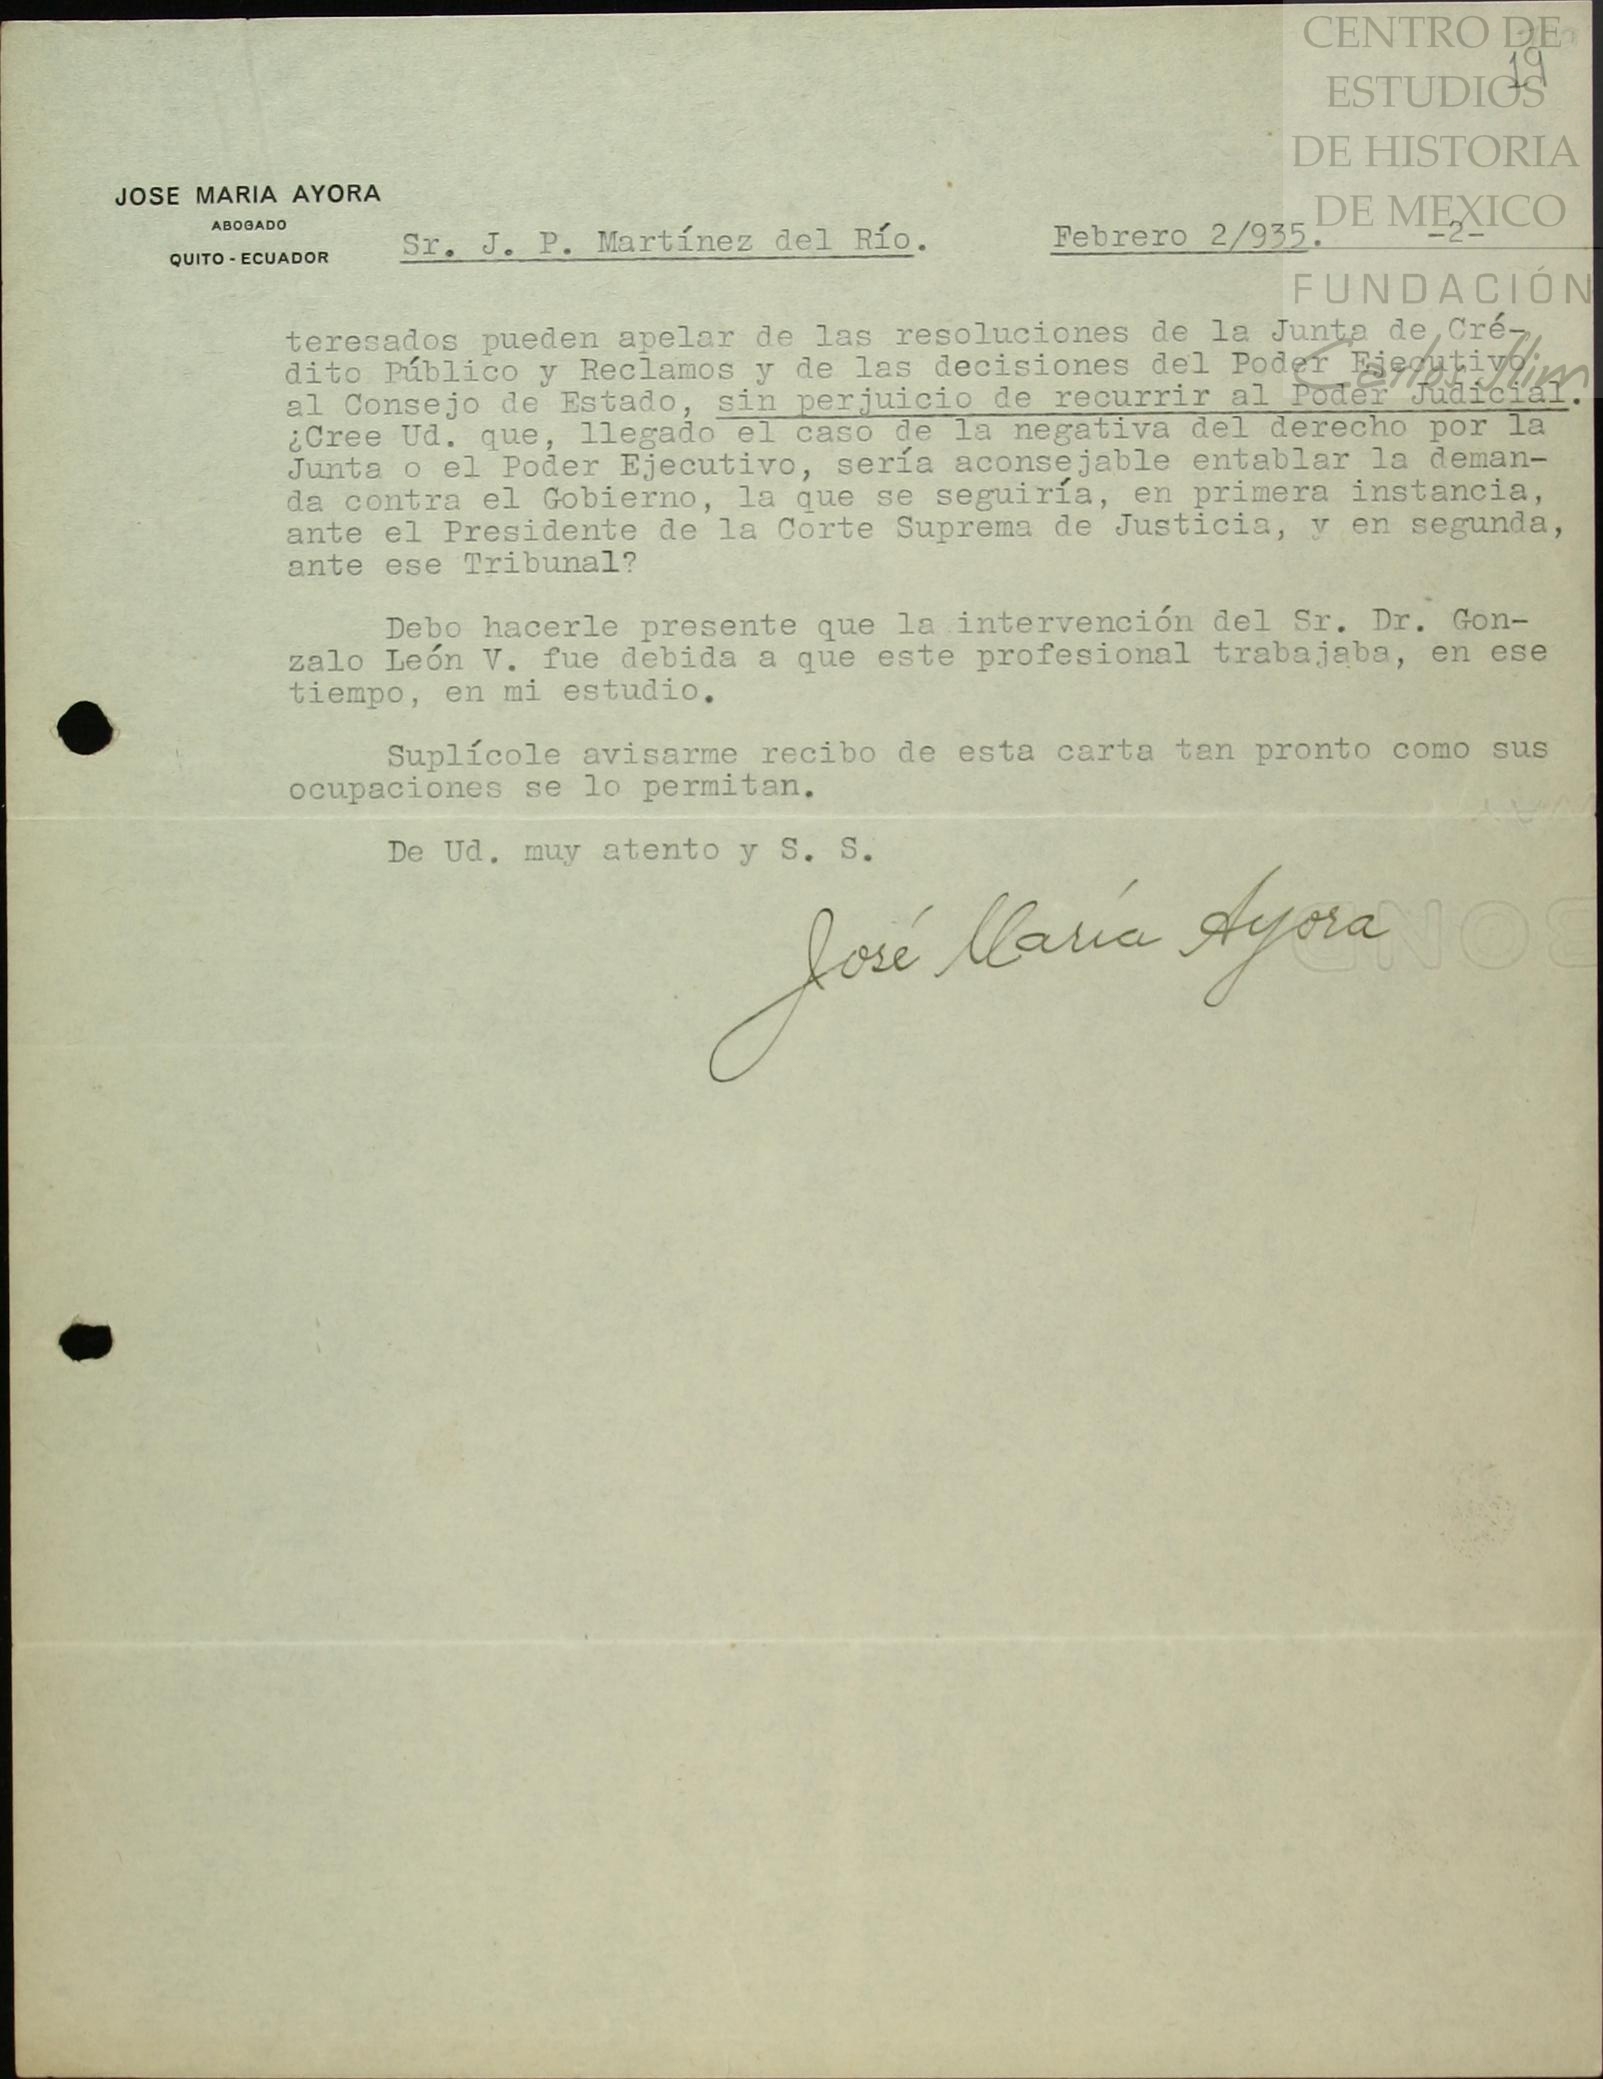 CENTRO DE
ESTUDIOS
DE HISTORIA
DE MEXICO
FUNDACIÓN
Carlos Slim
19
JOSE MARIA AYORA
ABOGADO
QUITO - ECUADOR
Sr. J. P. Martínez del Río. Febrero 2/935. -2-
teresados pueden apelar de las resoluciones de la Junta de Cré-
dito Público y Reclamos y de las decisiones del Poder Ejecutivo
al Consejo de Estado, sin perjuicio de recurrir al Poder Judicial.
¿Cree Ud. que, llegado el caso de la negativa del derecho por la
Junta o el Poder Ejecutivo, sería aconsejable entablar la deman-
da contra el Gobierno, la que se seguiría, en primera instancia,
ante el Presidente de la Corte Suprema de Justicia, y en segunda,
ante ese Tribunal?
Debo hacerle presente que la intervención del Sr. Dr. Gon-
zalo León V. fue debida a que este profesional trabajaba, en ese
tiempo, en mi estudio.
Suplícole avisarme recibo de esta carta tan pronto como sus
ocupaciones se lo permitan.
De Ud. muy atento y S. S.
José María Ayora
BOND